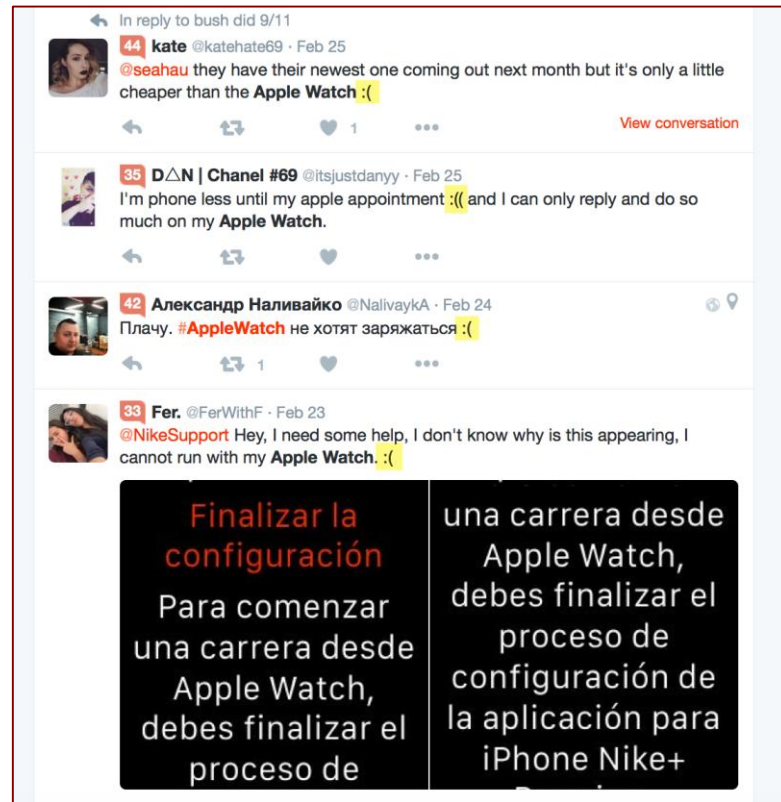 In reply to bush did 9/11
44 kate @katehate69 · Feb 25
@seahau they have their newest one coming out next month but it's only a little
cheaper than the Apple Watch :(
1
View conversation
35 D△N | Chanel #69 @itsjustdanyy · Feb 25
I'm phone less until my apple appointment :(( and I can only reply and do so
much on my Apple Watch.
42 Александр Наливайко @NalivaykA · Feb 24
Плачу. #AppleWatch не хотят заряжаться :(
1
33 Fer. @FerWithF · Feb 23
@NikeSupport Hey, I need some help, I don't know why is this appearing, I
cannot run with my Apple Watch. :(
Finalizar la
configuración
Para comenzar
una carrera desde
Apple Watch,
debes finalizar el
proceso de
una carrera desde
Apple Watch,
debes finalizar el
proceso de
configuración de
la aplicación para
iPhone Nike+